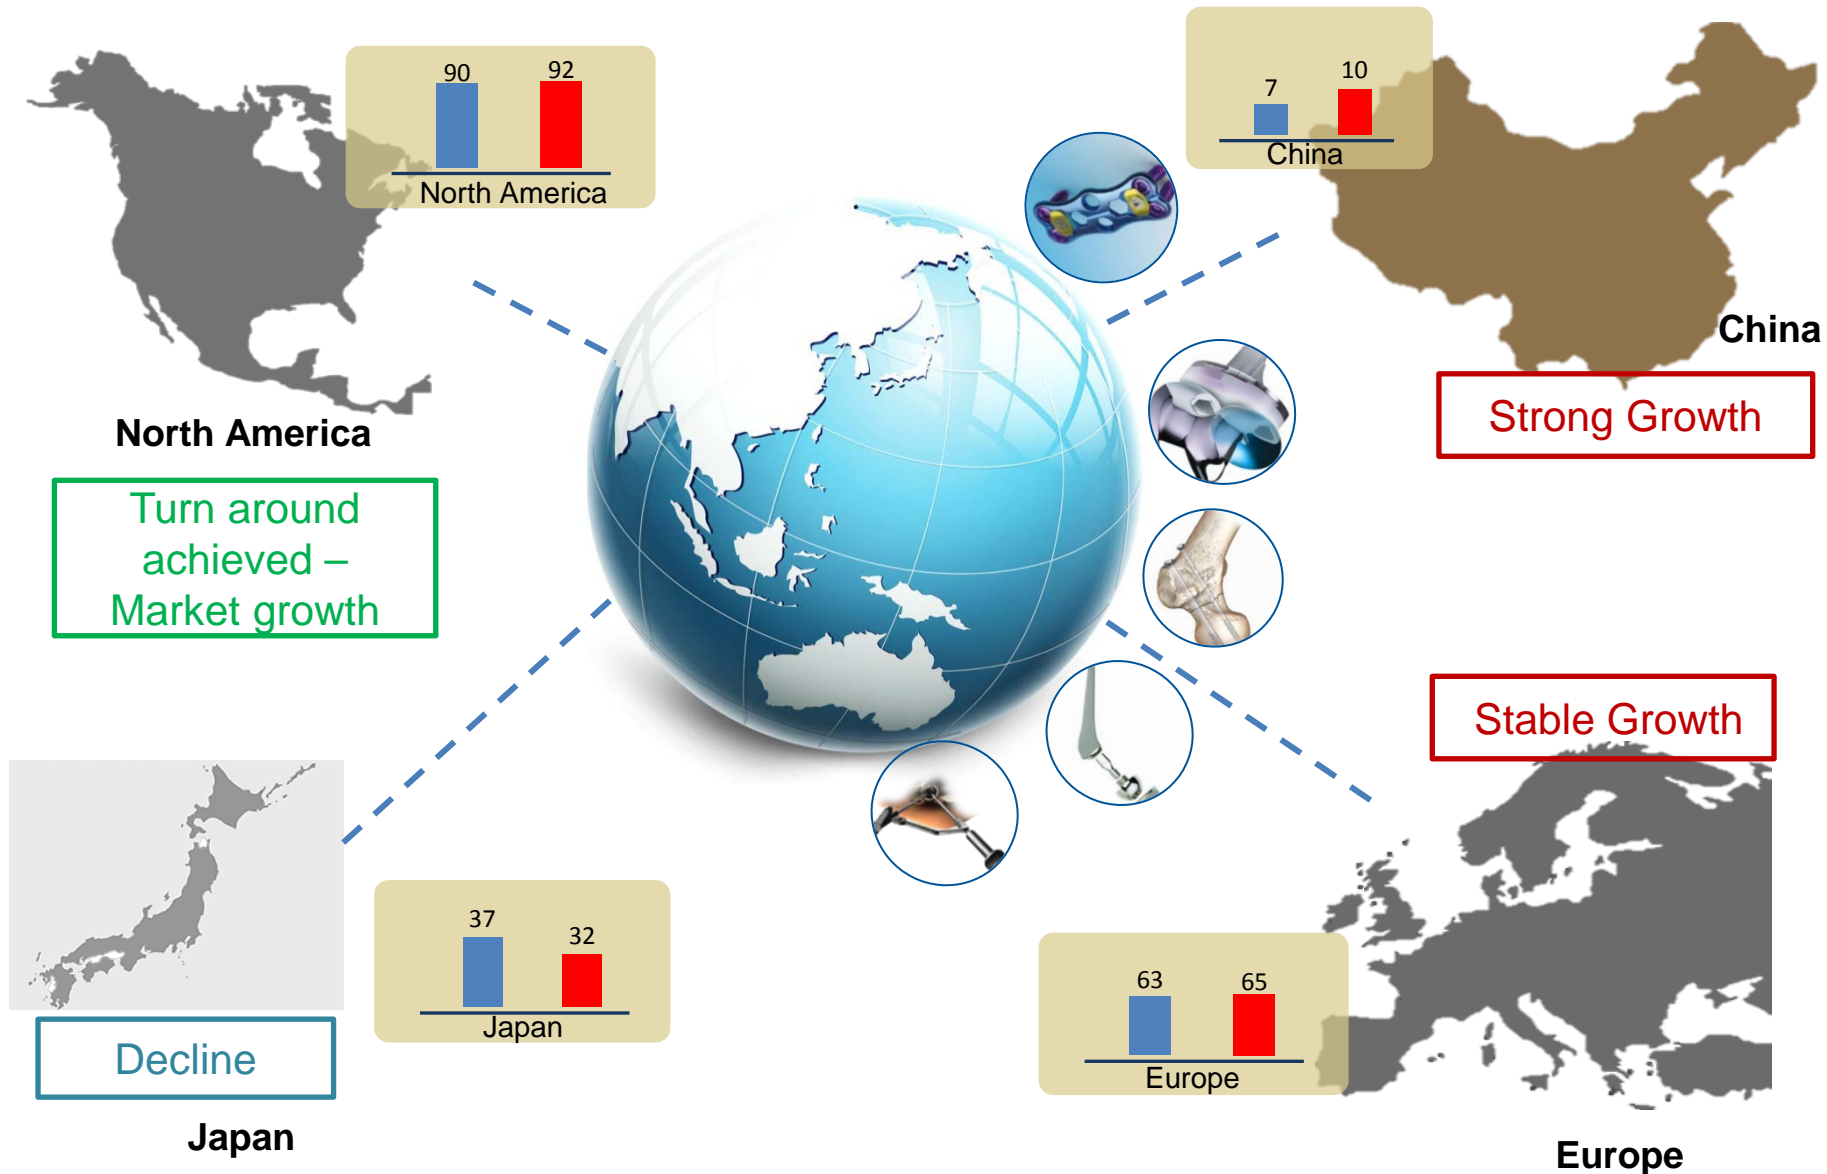 90
92
North America
North America
Turn around
achieved –
Market growth
7
10
China
China
Strong Growth
37
32
Japan
Decline
Japan
Stable Growth
63
65
Europe
Europe